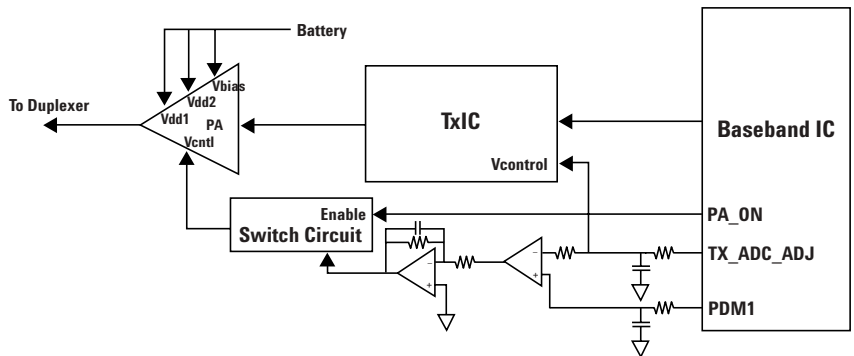 Battery
Vbias
Vdd2
Vdd1
To Duplexer
PA
Vcntl
TxIC
Vcontrol
Baseband IC
Enable
Switch Circuit
PA_ON
TX_ADC_ADJ
PDM1
−
+
−
+